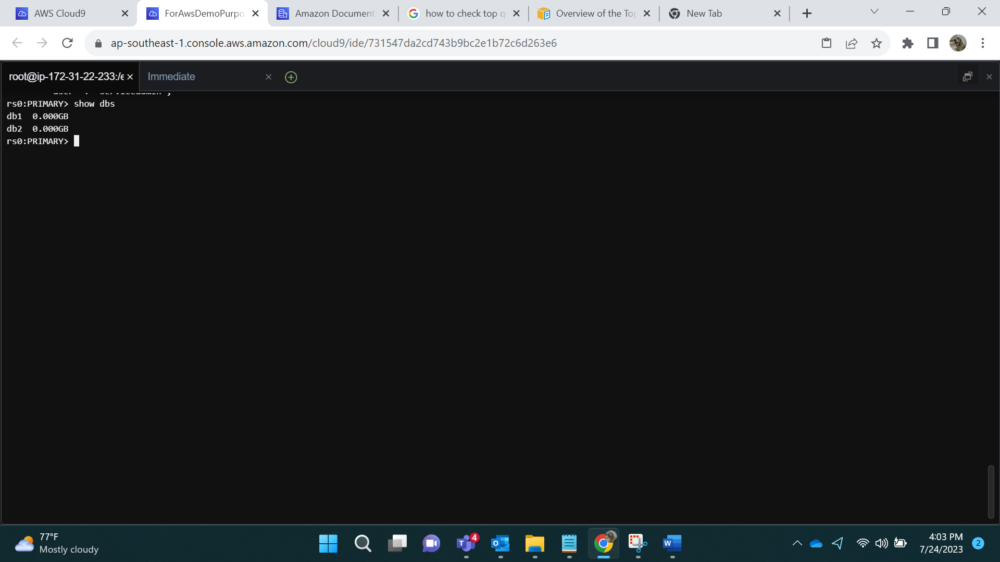 AWS Cloud9
ForAwsDemoPurpo
Amazon Document
how to check top q
Overview of the Top
New Tab
ap-southeast-1.console.aws.amazon.com/cloud9/ide/731547da2cd743b9bc2e1b72c6d263e6
root@ip-172-31-22-233:/e
Immediate
rs0:PRIMARY> show dbs
db1 0.000GB
db2 0.000GB
rs0:PRIMARY>
77°F
Mostly cloudy
4
4:03 PM
7/24/2023
2